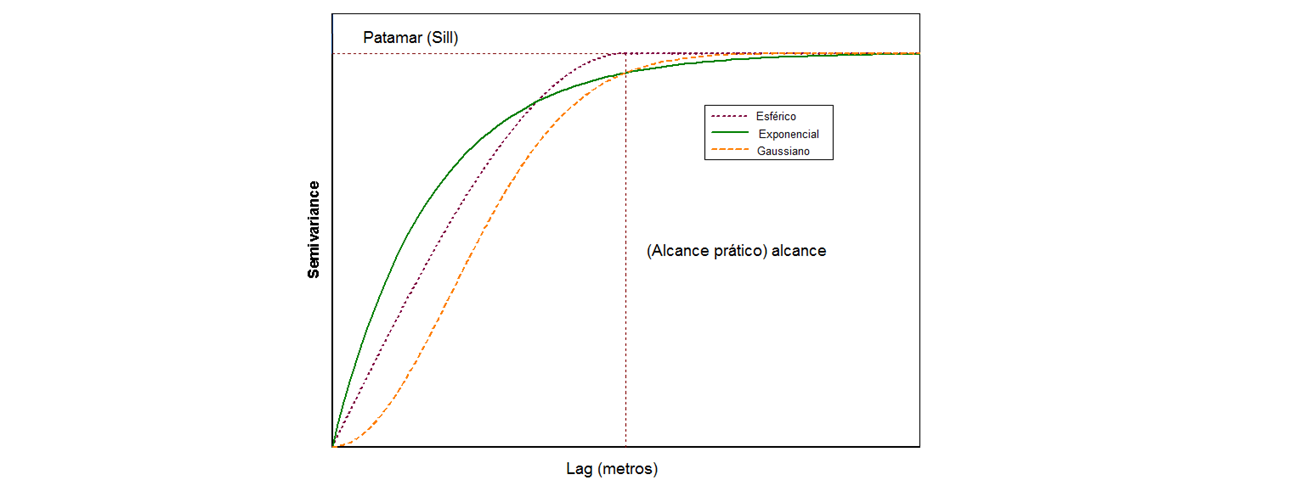 Patamar (Sill)
Esférico
Exponencial
Gaussiano
Semivariance
(Alcance prático) alcance
Lag (metros)